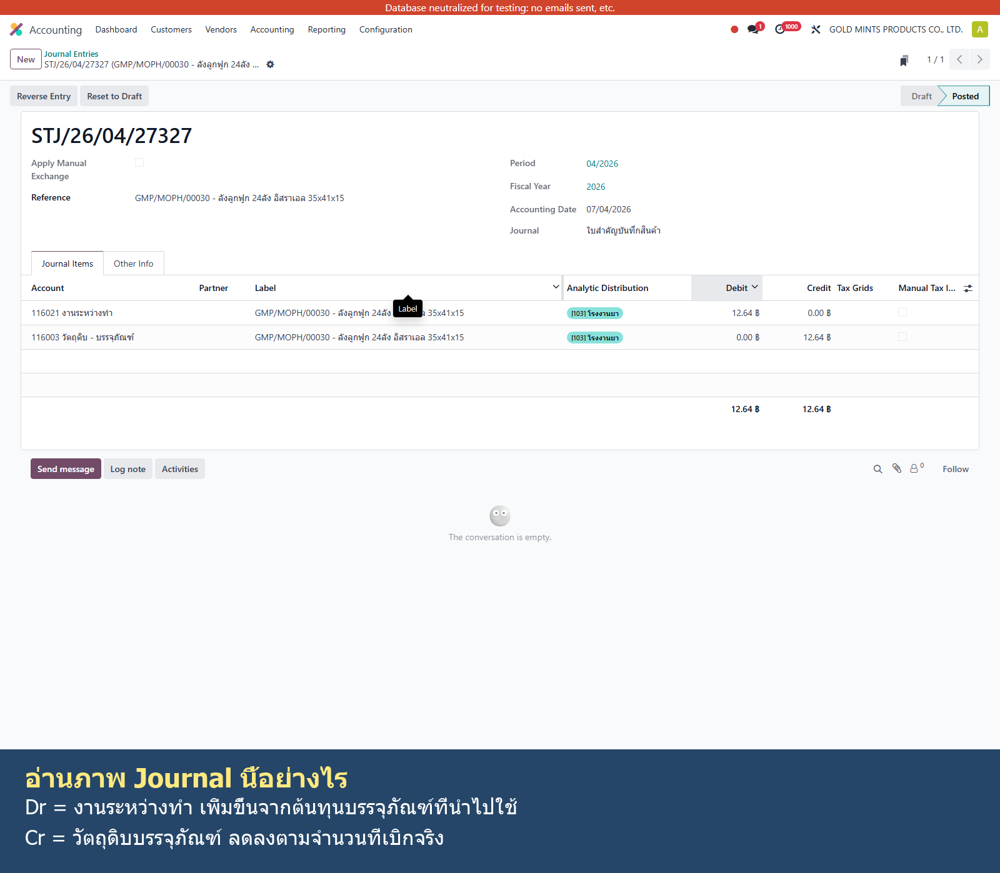 Database neutralized for testing: no emails sent, etc.
Accounting Dashboard Customers Vendors Accounting Reporting Configuration 1 1000 GOLD MINTS PRODUCTS CO., LTD. A
New Journal Entries
STJ/26/04/27327 (GMP/MOPH/00030 - ลังลูกฟูก 24ลัง ... 1 / 1
Reverse Entry Reset to Draft Draft Posted
STJ/26/04/27327
Apply Manual Exchange
Reference GMP/MOPH/00030 - ลังลูกฟูก 24ลัง อิสราเอล 35x41x15
Period 04/2026
Fiscal Year 2026
Accounting Date 07/04/2026
Journal ใบสำคัญบันทึกสินค้า
Journal Items Other Info
Account Partner Label Analytic Distribution Debit Credit Tax Grids Manual Tax I...
Label
116021 งานระหว่างทำ GMP/MOPH/00030 - ลังลูกฟูก 24ลัง 35x41x15 [103] โรงงานยา 12.64 ฿ 0.00 ฿
116003 วัตถุดิบ - บรรจุภัณฑ์ GMP/MOPH/00030 - ลังลูกฟูก 24ลัง อิสราเอล 35x41x15 [103] โรงงานยา 0.00 ฿ 12.64 ฿
12.64 ฿ 12.64 ฿
Send message Log note Activities 0 Follow
The conversation is empty.
อ่านภาพ Journal นี้อย่างไร
Dr = งานระหว่างทำ เพิ่มขึ้นจากต้นทุนบรรจุภัณฑ์ที่นำไปใช้
Cr = วัตถุดิบบรรจุภัณฑ์ ลดลงตามจำนวนที่เบิกจริง